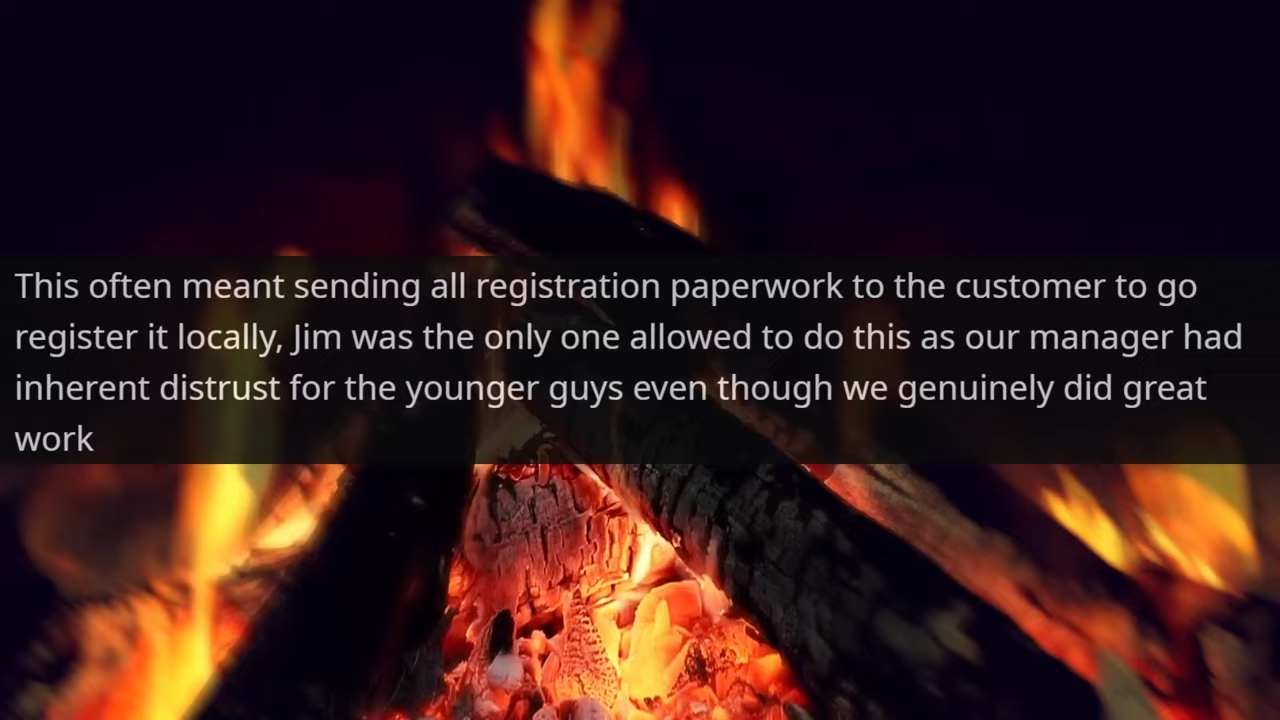 This often meant sending all registration paperwork to the customer to go
register it locally, Jim was the only one allowed to do this as our manager had
inherent distrust for the younger guys even though we genuinely did great
work